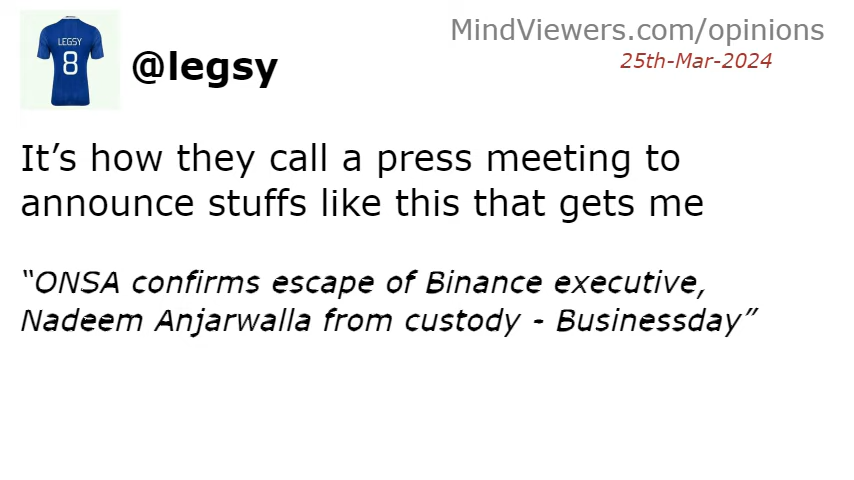 MindViewers.com/opinions
25th-Mar-2024
LEGSY
8
@legsy
It’s how they call a press meeting to
announce stuffs like this that gets me
“ONSA confirms escape of Binance executive,
Nadeem Anjarwalla from custody - Businessday”